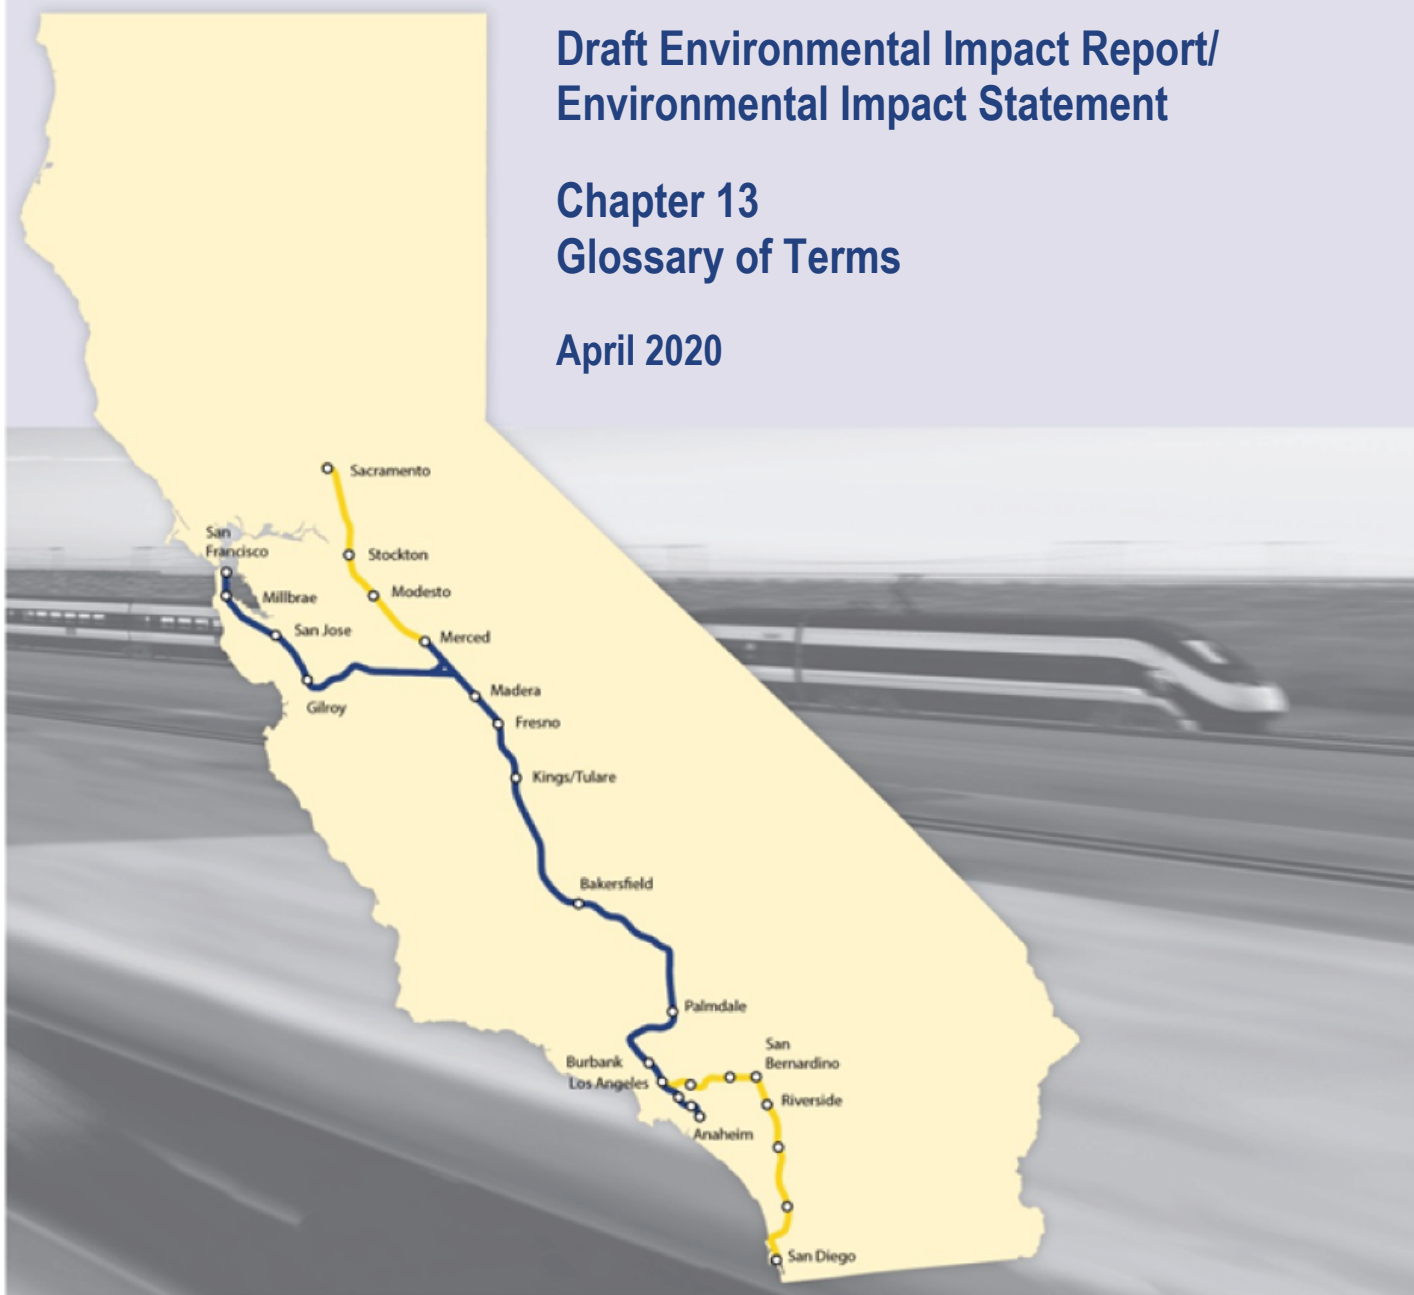 Draft Environmental Impact Report/
Environmental Impact Statement
Chapter 13
Glossary of Terms
April 2020
Sacramento
San
Francisco
Stockton
Millbrae
Modesto
San Jose
Merced
Gilroy
Madera
Fresno
Kings/Tulare
Bakersfield
Palmdale
San
Bernardino
Burbank
Los Angeles
Riverside
Anaheim
San Diego